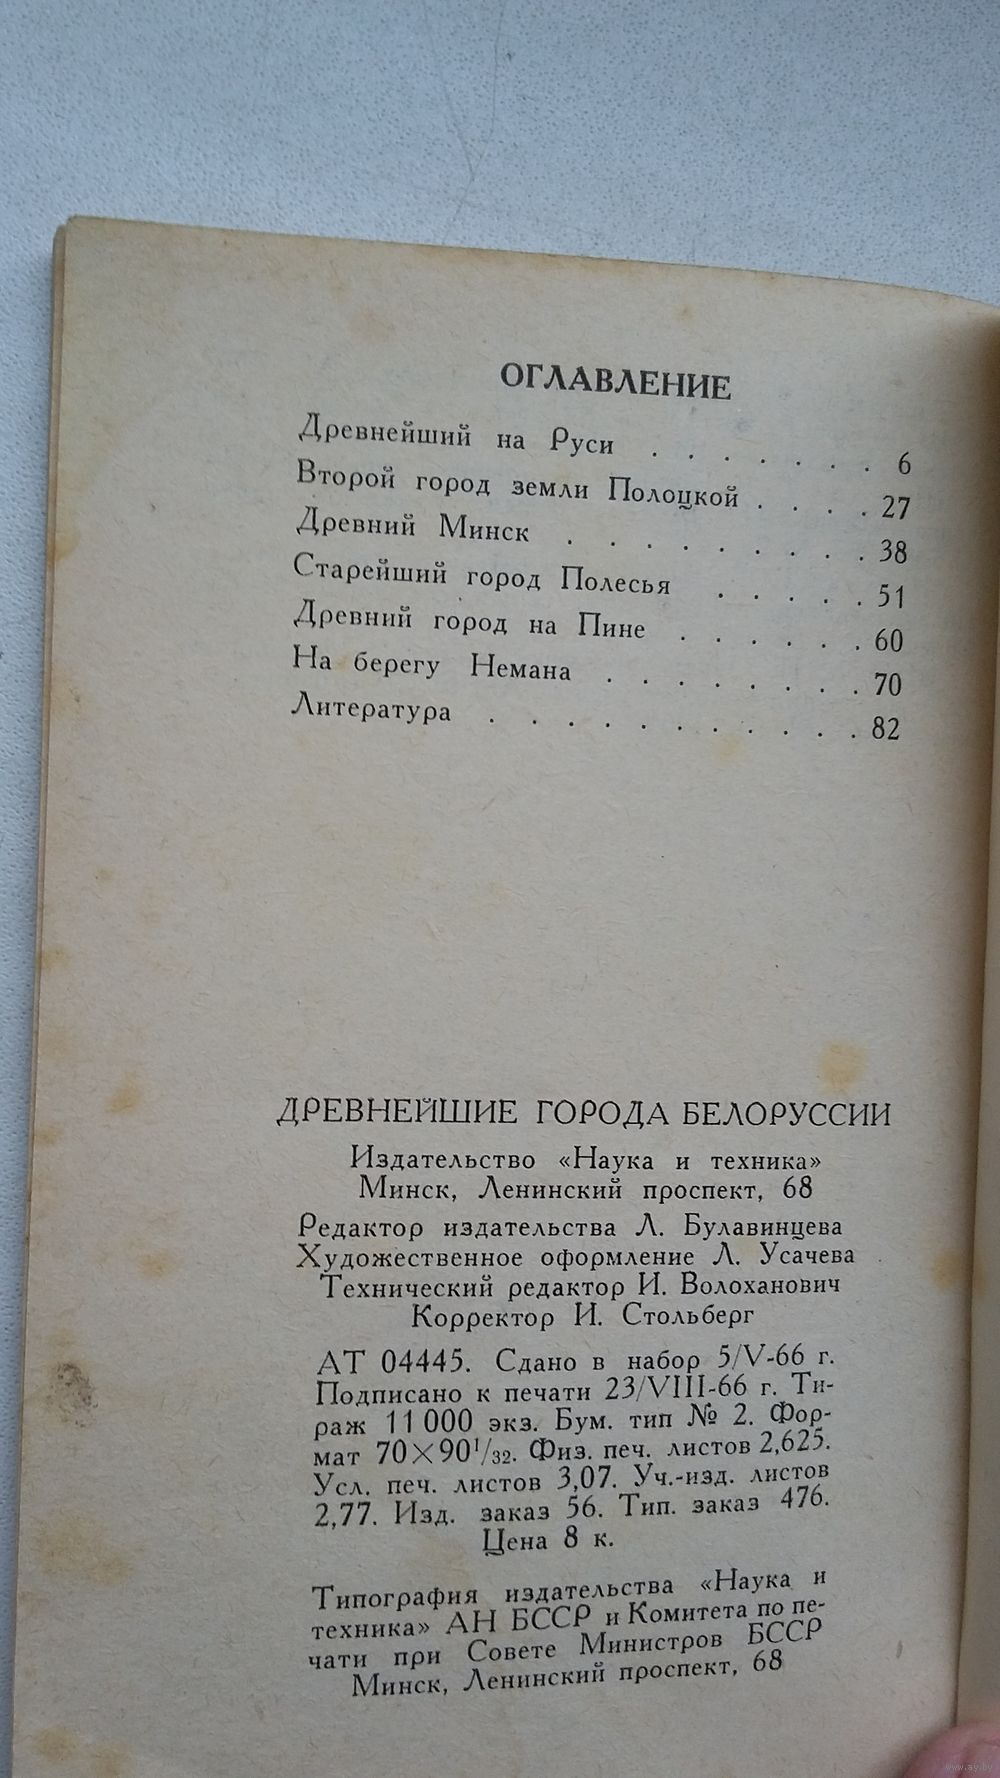 ОГЛАВЛЕНИЕ
Древнейший на Руси . . . . . . . 6
Второй город земли Полоцкой . . . . 27
Древний Минск . . . . . . . . . 38
Старейший город Полесья . . . . . 51
Древний город на Пине . . . . . . 60
На берегу Немана . . . . . . . . 70
Литература . . . . . . . . . . . 82
ДРЕВНЕЙШИЕ ГОРОДА БЕЛОРУССИИ
Издательство «Наука и техника»
Минск, Ленинский проспект, 68
Редактор издательства Л. Булавинцева
Художественное оформление Л. Усачева
Технический редактор И. Волоханович
Корректор И. Стольберг
АТ 04445. Сдано в набор 5/V-66 г.
Подписано к печати 23/VIII-66 г. Ти-
раж 11 000 экз. Бум. тип № 2. Фор-
мат 70×90 1/32. Физ. печ. листов 2,625.
Усл. печ. листов 3,07. Уч.-изд. листов
2,77. Изд. заказ 56. Тип. заказ 476.
Цена 8 к.
Типография издательства «Наука и
техника» АН БССР и Комитета по пе-
чати при Совете Министров БССР
Минск, Ленинский проспект, 68
www.ay.by